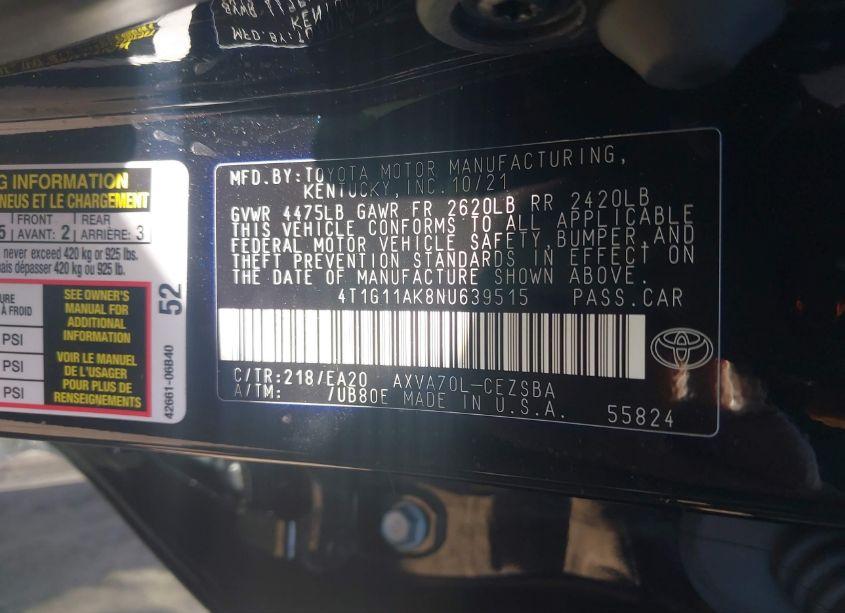 G INFORMATION
NEUS ET LE CHARGEMENT
5 FRONT REAR
AVANT: 2 ARRIÈRE: 3
never exceed 420 kg or 925 lbs.
mais dépasser 420 kg ou 925 lb.
URE
À FROID
PSI
PSI
PSI
SEE OWNER'S
MANUAL FOR
ADDITIONAL
INFORMATION
VOIR LE MANUEL
DE L'USAGER
POUR PLUS DE
RENSEIGNEMENTS
52
42661-06B40
MFD.BY:TOYOTA MOTOR MANUFACTURING,
KENTUCKY, INC.10/21
GVWR 4475LB GAWR FR 2620LB RR 2420LB
THIS VEHICLE CONFORMS TO ALL APPLICABLE
FEDERAL MOTOR VEHICLE SAFETY,BUMPER,AND
THEFT PREVENTION STANDARDS IN EFFECT ON
THE DATE OF MANUFACTURE SHOWN ABOVE.
4T1G11AK8NU639515 PASS.CAR
C/TR:218/EA20 AXVA70L-CEZSBA
A/TM: /UB80E MADE IN U.S.A.
55824